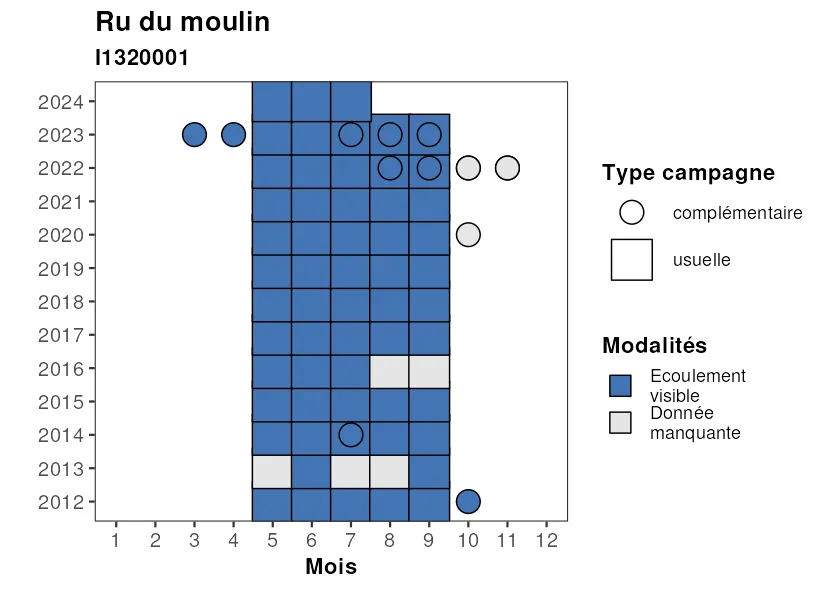 Ru du moulin
I1320001
2024
2023
2022
2021
2020
2019
2018
2017
2016
2015
2014
2013
2012
1 2 3 4 5 6 7 8 9 10 11 12
Mois
Type campagne
complémentaire
usuelle
Modalités
Ecoulement
visible
Donnée
manquante